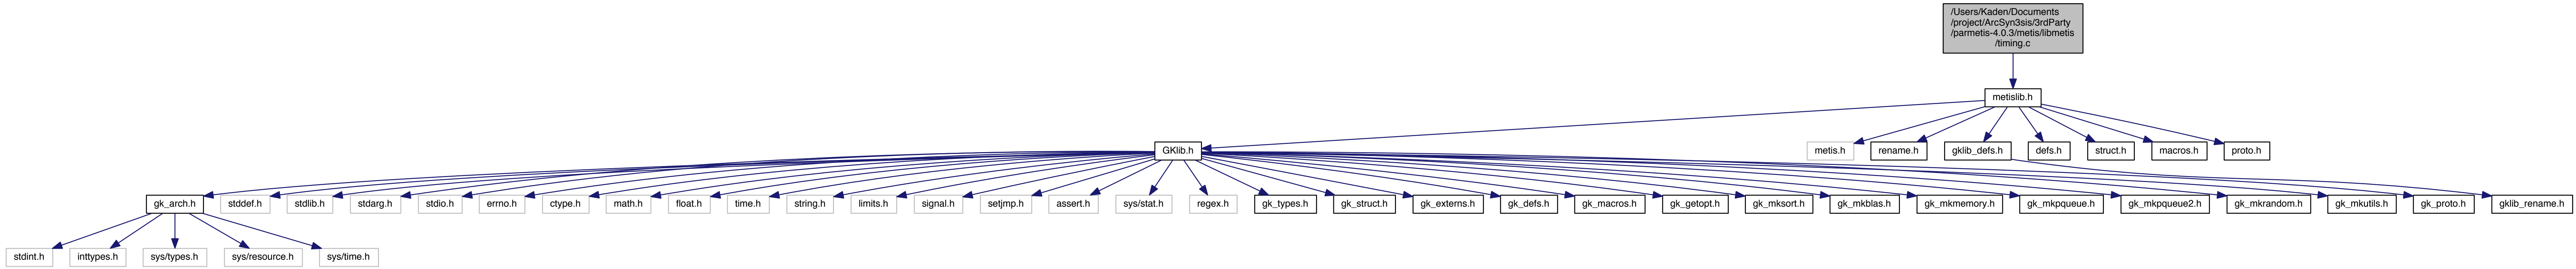 /Users/Kaden/Documents
/project/ArcSyn3sis/3rdParty
/parmetis-4.0.3/metis/libmetis
/timing.c
metislib.h
GKlib.h
metis.h
rename.h
gklib_defs.h
defs.h
struct.h
macros.h
proto.h
gk_arch.h
stddef.h
stdlib.h
stdarg.h
stdio.h
errno.h
ctype.h
math.h
float.h
time.h
string.h
limits.h
signal.h
setjmp.h
assert.h
sys/stat.h
regex.h
gk_types.h
gk_struct.h
gk_externs.h
gk_defs.h
gk_macros.h
gk_getopt.h
gk_mksort.h
gk_mkblas.h
gk_mkmemory.h
gk_mkpqueue.h
gk_mkpqueue2.h
gk_mkrandom.h
gk_mkutils.h
gk_proto.h
gklib_rename.h
stdint.h
inttypes.h
sys/types.h
sys/resource.h
sys/time.h